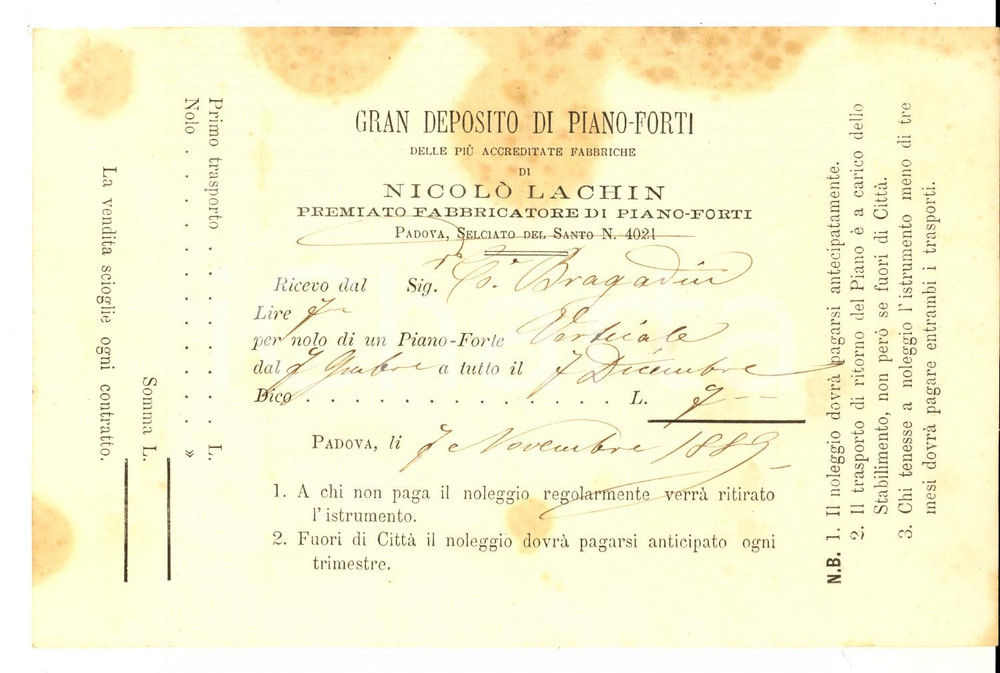 GRAN DEPOSITO DI PIANO-FORTI
DELLE PIÙ ACCREDITATE FABBRICHE
DI
NICOLÒ LACHIN
PREMIATO FABBRICATORE DI PIANO-FORTI
PADOVA, SELCIATO DEL SANTO N. 4021
Ricevo dal Sig.r Co. Bragadin
Lire 7
per nolo di un Piano-Forte Verticale
dal 7 9mbre a tutto il 7 Dicembre
Dico . . . . . . . . . . . . . . . L. 7 --
PADOVA, li 7 Novembre 1889
1. A chi non paga il noleggio regolarmente verrà ritirato
l'istrumento.
2. Fuori di Città il noleggio dovrà pagarsi anticipato ogni
trimestre.
Primo trasporto . . . . . . L.
Nolo . . . . . . . . . . »
Somma L.
La vendita scioglie ogni contratto.
N.B. 1. Il noleggio dovrà pagarsi antecipatamente.
2. Il trasporto di ritorno del Piano è a carico dello
Stabilimento, non però se fuori di Città.
3. Chi tenesse a noleggio l'istrumento meno di tre
mesi dovrà pagare entrambi i trasporti.